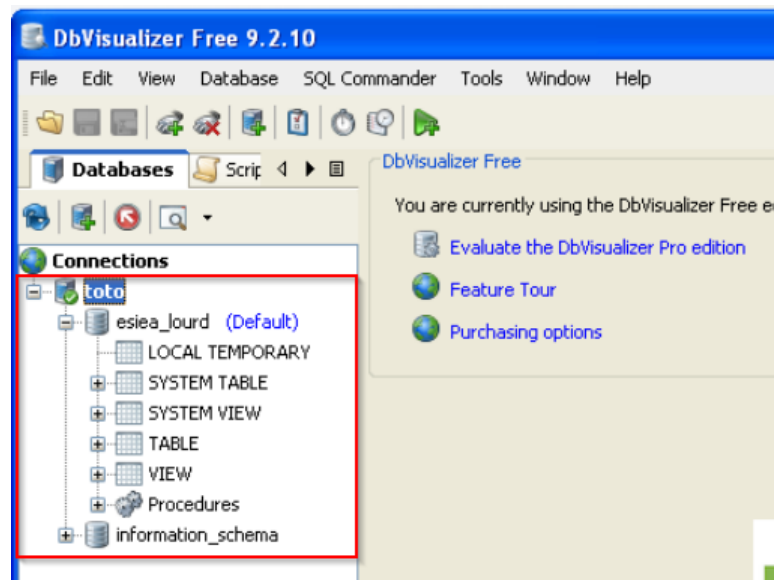 DbVisualizer Free 9.2.10
File Edit View Database SQL Commander Tools Window Help
Databases Scrip
DbVisualizer Free
You are currently using the DbVisualizer Free e
Evaluate the DbVisualizer Pro edition
Feature Tour
Purchasing options
Connections
toto
esiea_lourd (Default)
LOCAL TEMPORARY
SYSTEM TABLE
SYSTEM VIEW
TABLE
VIEW
Procedures
information_schema